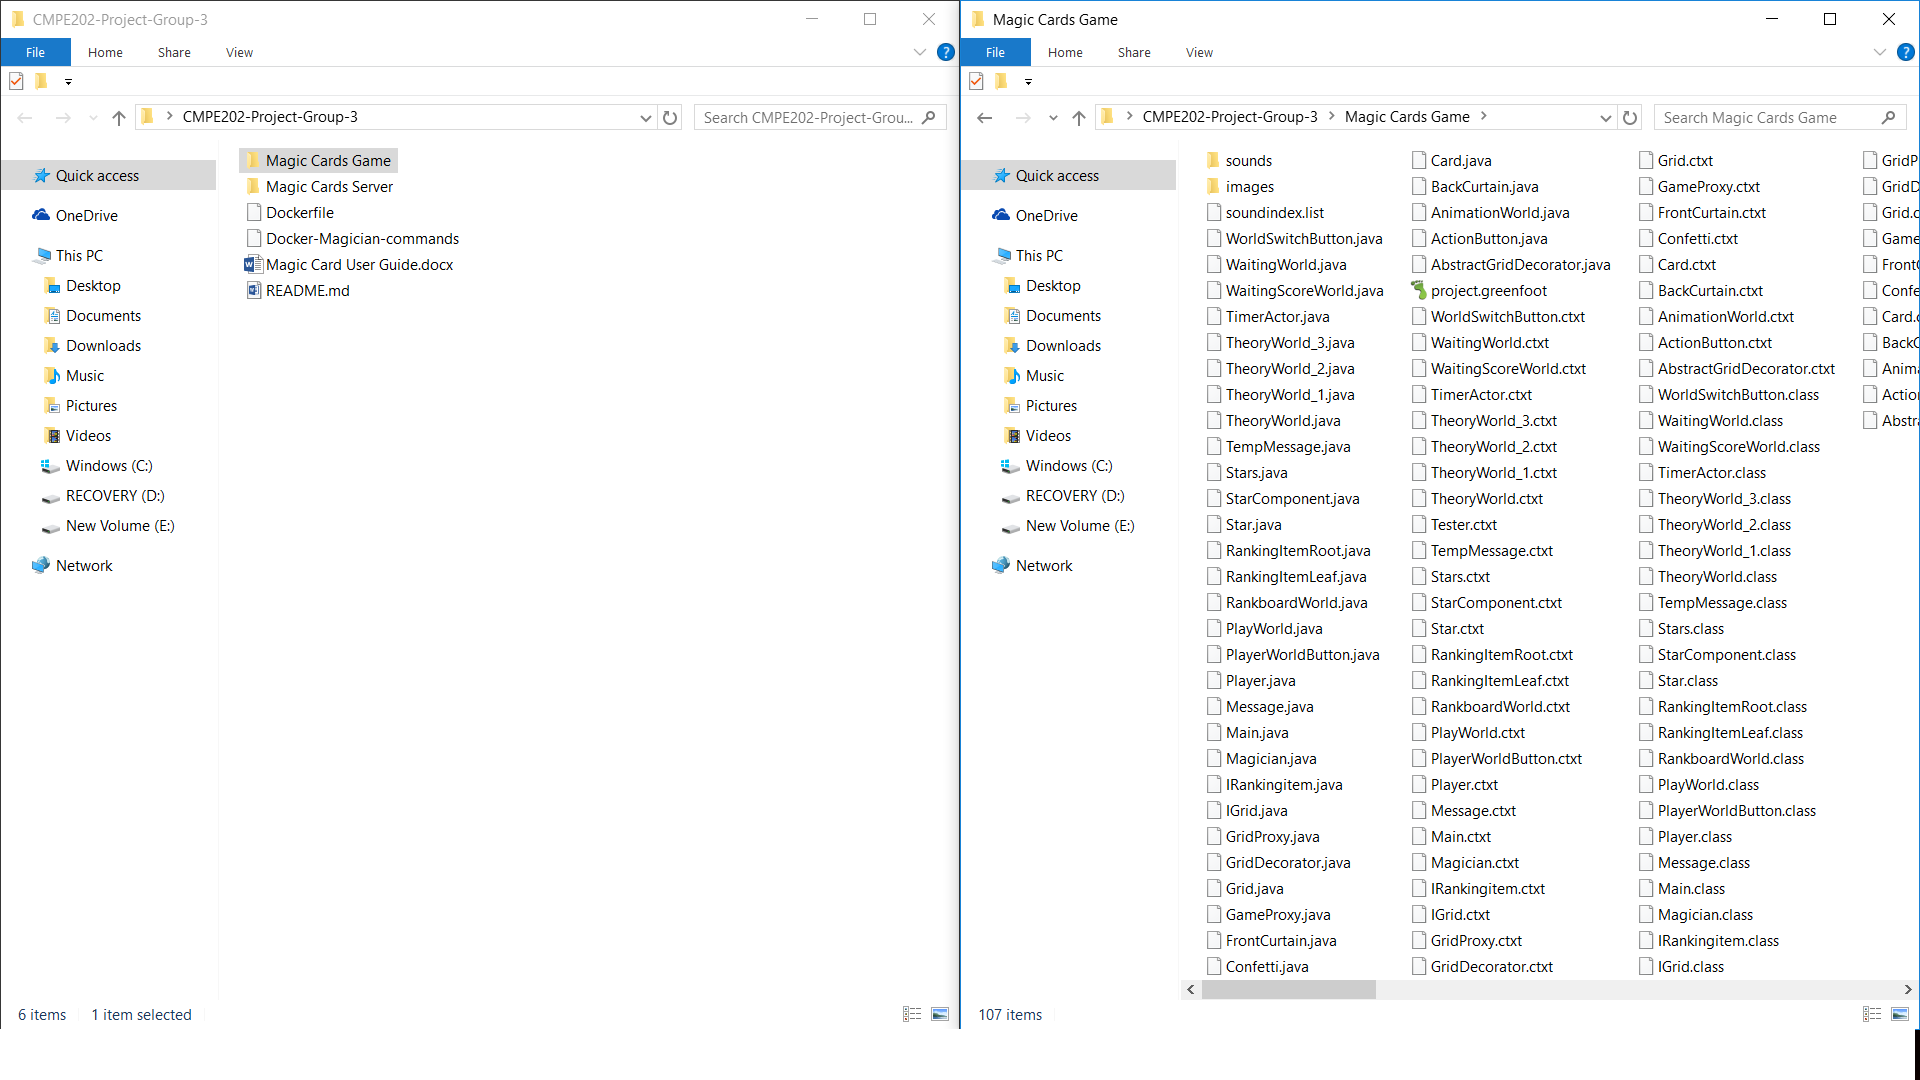 CMPE202-Project-Group-3
File Home Share View
CMPE202-Project-Group-3
Search CMPE202-Project-Grou...
Quick access
OneDrive
This PC
Desktop
Documents
Downloads
Music
Pictures
Videos
Windows (C:)
RECOVERY (D:)
New Volume (E:)
Network
Magic Cards Game
Magic Cards Server
Dockerfile
Docker-Magician-commands
Magic Card User Guide.docx
README.md
6 items 1 item selected
Magic Cards Game
File Home Share View
CMPE202-Project-Group-3 Magic Cards Game
Search Magic Cards Game
Quick access
OneDrive
This PC
Desktop
Documents
Downloads
Music
Pictures
Videos
Windows (C:)
RECOVERY (D:)
New Volume (E:)
Network
sounds
images
soundindex.list
WorldSwitchButton.java
WaitingWorld.java
WaitingScoreWorld.java
TimerActor.java
TheoryWorld_3.java
TheoryWorld_2.java
TheoryWorld_1.java
TheoryWorld.java
TempMessage.java
Stars.java
StarComponent.java
Star.java
RankingItemRoot.java
RankingItemLeaf.java
RankboardWorld.java
PlayWorld.java
PlayerWorldButton.java
Player.java
Message.java
Main.java
Magician.java
IRankingitem.java
IGrid.java
GridProxy.java
GridDecorator.java
Grid.java
GameProxy.java
FrontCurtain.java
Confetti.java
Card.java
BackCurtain.java
AnimationWorld.java
ActionButton.java
AbstractGridDecorator.java
project.greenfoot
WorldSwitchButton.ctxt
WaitingWorld.ctxt
WaitingScoreWorld.ctxt
TimerActor.ctxt
TheoryWorld_3.ctxt
TheoryWorld_2.ctxt
TheoryWorld_1.ctxt
TheoryWorld.ctxt
Tester.ctxt
TempMessage.ctxt
Stars.ctxt
StarComponent.ctxt
Star.ctxt
RankingItemRoot.ctxt
RankingItemLeaf.ctxt
RankboardWorld.ctxt
PlayWorld.ctxt
PlayerWorldButton.ctxt
Player.ctxt
Message.ctxt
Main.ctxt
Magician.ctxt
IRankingitem.ctxt
IGrid.ctxt
GridProxy.ctxt
GridDecorator.ctxt
Grid.ctxt
GameProxy.ctxt
FrontCurtain.ctxt
Confetti.ctxt
Card.ctxt
BackCurtain.ctxt
AnimationWorld.ctxt
ActionButton.ctxt
AbstractGridDecorator.ctxt
WorldSwitchButton.class
WaitingWorld.class
WaitingScoreWorld.class
TimerActor.class
TheoryWorld_3.class
TheoryWorld_2.class
TheoryWorld_1.class
TheoryWorld.class
TempMessage.class
Stars.class
StarComponent.class
Star.class
RankingItemRoot.class
RankingItemLeaf.class
RankboardWorld.class
PlayWorld.class
PlayerWorldButton.class
Player.class
Message.class
Main.class
Magician.class
IRankingitem.class
IGrid.class
GridP
GridD
Grid.c
Game
Front
Confe
Card.c
BackC
Anima
Action
Abstra
107 items